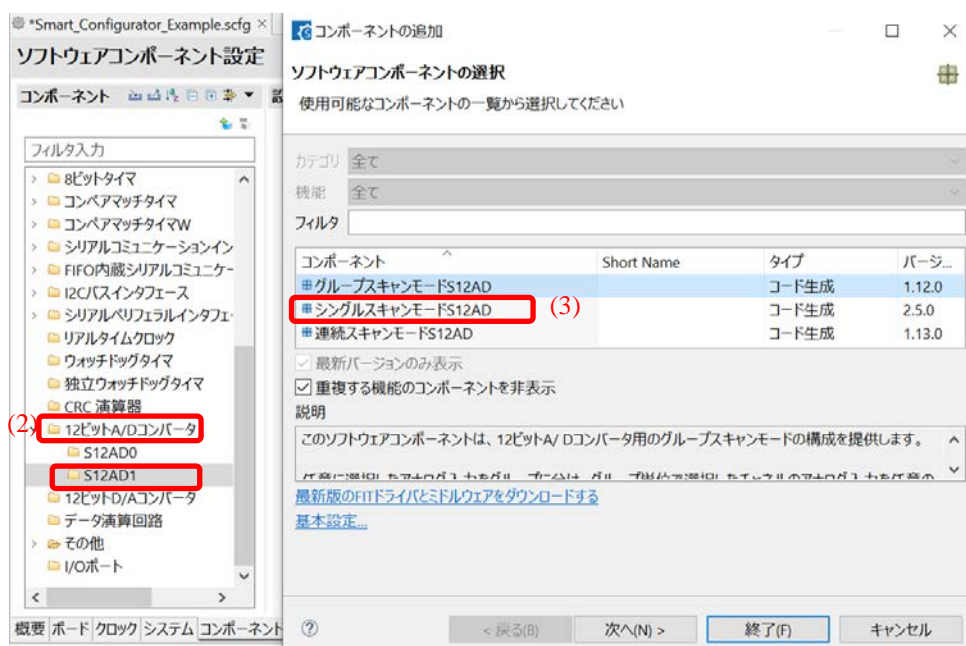 *Smart_Configurator_Example.scfg ×
ソフトウェアコンポーネント設定
コンポーネント
フィルタ入力
8ビットタイマ
コンペアマッチタイマ
コンペアマッチタイマW
シリアルコミュニケーションイン
FIFO内蔵シリアルコミュニケー
I2Cバスインタフェース
シリアルペリフェラルインタフェ
リアルタイムクロック
ウォッチドッグタイマ
独立ウォッチドッグタイマ
CRC 演算器
(2) 12ビットA/Dコンバータ
S12AD0
S12AD1
12ビットD/Aコンバータ
データ演算回路
その他
I/Oポート
概要 ボード クロック システム コンポーネント
コンポーネントの追加
ソフトウェアコンポーネントの選択
使用可能なコンポーネントの一覧から選択してください
カテゴリ 全て
機能 全て
フィルタ
コンポーネント Short Name タイプ バージ...
グループスキャンモードS12AD コード生成 1.12.0
シングルスキャンモードS12AD (3) コード生成 2.5.0
連続スキャンモードS12AD コード生成 1.13.0
最新バージョンのみ表示
重複する機能のコンポーネントを非表示
説明
このソフトウェアコンポーネントは、12ビットA/ Dコンバータ用のグループスキャンモードの構成を提供します。
最新版のFITドライバとミドルウェアをダウンロードする
基本設定...
< 戻る(B) 次へ(N) > 終了(F) キャンセル